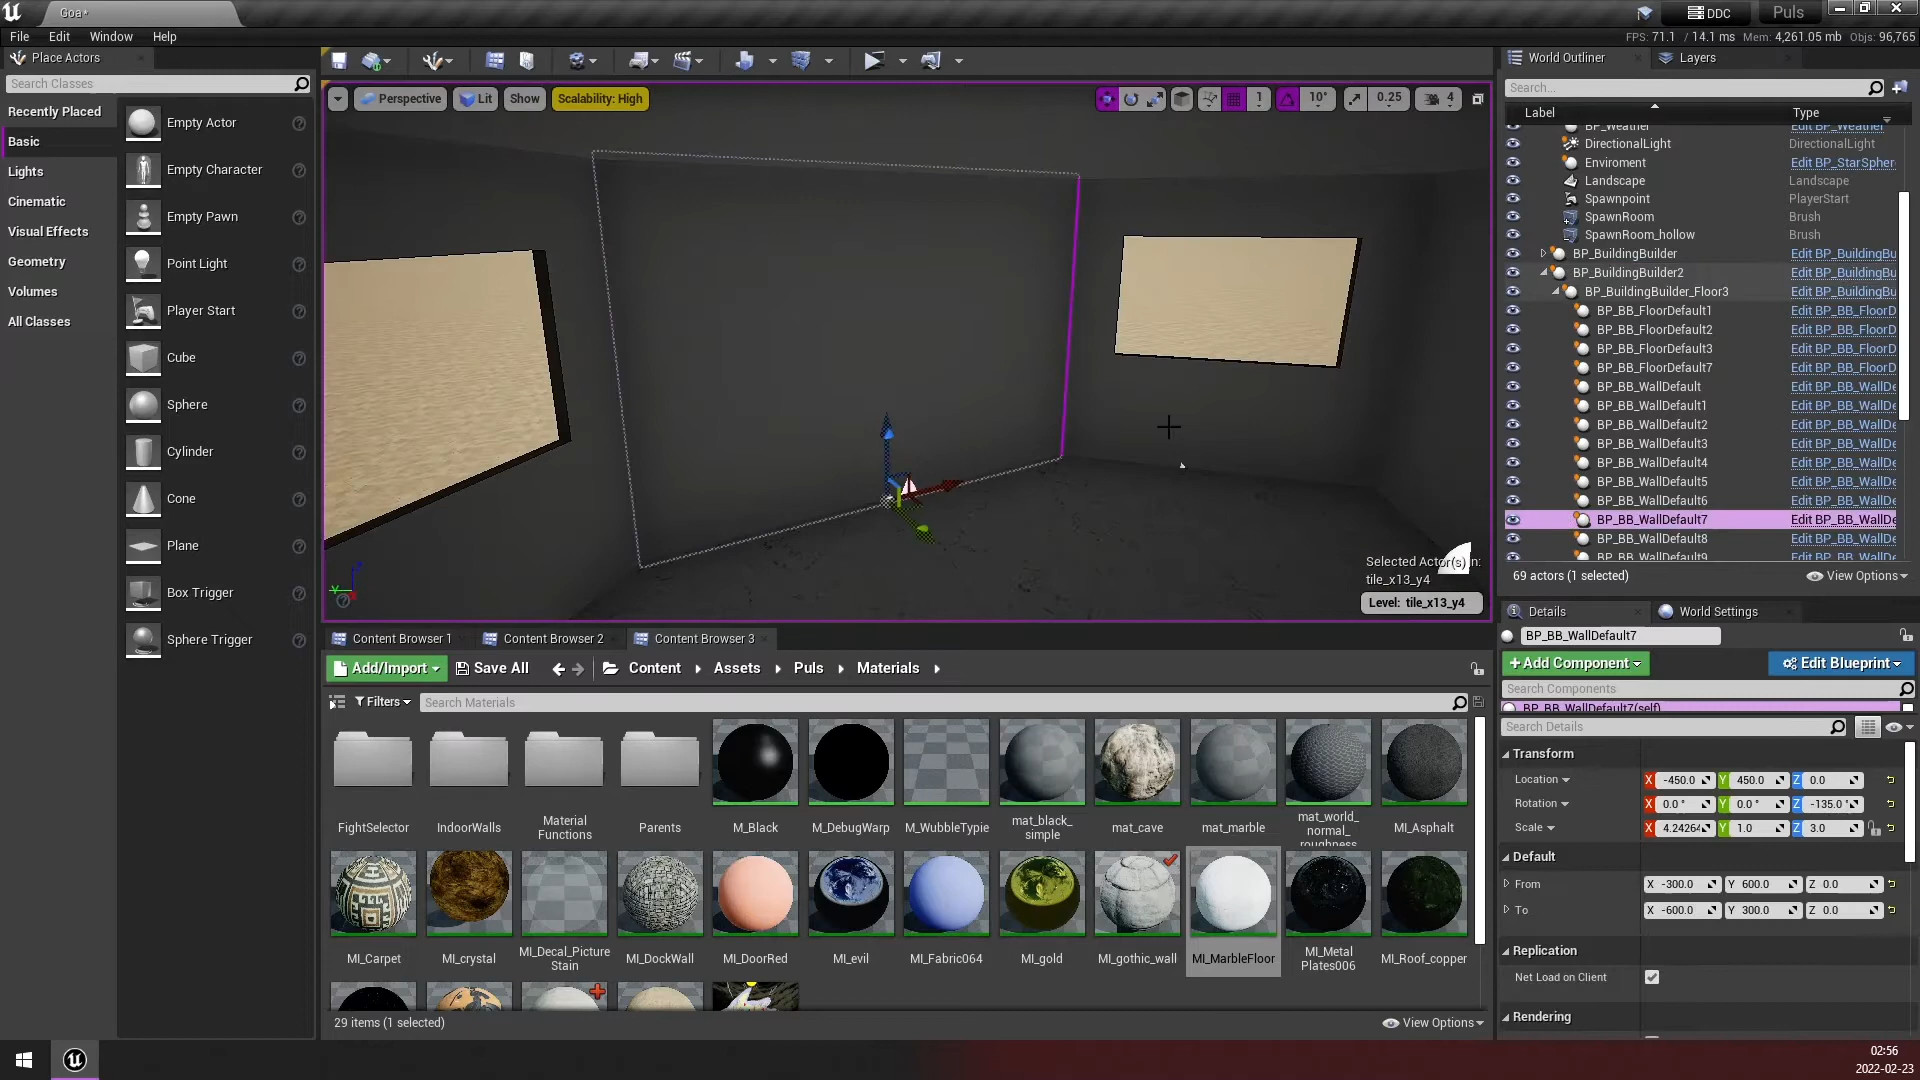 Goa*
DDC
Puls
File
Edit
Window
Help
FPS: 71.1 / 14.1 ms
Mem: 4,261.05 mb
Objs: 96,765
Place Actors
Search Classes
Recently Placed
Basic
Lights
Cinematic
Visual Effects
Geometry
Volumes
All Classes
Empty Actor
Empty Character
Empty Pawn
Point Light
Player Start
Cube
Sphere
Cylinder
Cone
Plane
Box Trigger
Sphere Trigger
Perspective
Lit
Show
Scalability: High
1
10°
0.25
4
Selected Actor(s) in:
tile_x13_y4
Level: tile_x13_y4
World Outliner
Layers
Search...
Label
Type
BP_Weather
Edit BP_Weather
DirectionalLight
DirectionalLight
Enviroment
Edit BP_StarSpher
Landscape
Landscape
Spawnpoint
PlayerStart
SpawnRoom
Brush
SpawnRoom_hollow
Brush
BP_BuildingBuilder
Edit BP_BuildingBu
BP_BuildingBuilder2
Edit BP_BuildingBu
BP_BuildingBuilder_Floor3
Edit BP_BuildingBu
BP_BB_FloorDefault1
Edit BP_BB_FloorD
BP_BB_FloorDefault2
Edit BP_BB_FloorD
BP_BB_FloorDefault3
Edit BP_BB_FloorD
BP_BB_FloorDefault7
Edit BP_BB_FloorD
BP_BB_WallDefault
Edit BP_BB_WallDe
BP_BB_WallDefault1
Edit BP_BB_WallDe
BP_BB_WallDefault2
Edit BP_BB_WallDe
BP_BB_WallDefault3
Edit BP_BB_WallDe
BP_BB_WallDefault4
Edit BP_BB_WallDe
BP_BB_WallDefault5
Edit BP_BB_WallDe
BP_BB_WallDefault6
Edit BP_BB_WallDe
BP_BB_WallDefault7
Edit BP_BB_WallDe
BP_BB_WallDefault8
Edit BP_BB_WallDe
BP_BB_WallDefault9
Edit BP_BB_WallDe
69 actors (1 selected)
View Options
Details
World Settings
BP_BB_WallDefault7
+Add Component
Edit Blueprint
Search Components
BP_BB_WallDefault7(self)
Search Details
Transform
Location
X -450.0 Y 450.0 Z 0.0
Rotation
X 0.0 ° Y 0.0 ° Z -135.0 °
Scale
X 4.24264 Y 1.0 Z 3.0
Default
From
X -300.0 Y 600.0 Z 0.0
To
X -600.0 Y 300.0 Z 0.0
Replication
Net Load on Client
Rendering
Content Browser 1
Content Browser 2
Content Browser 3
Add/Import
Save All
Content
Assets
Puls
Materials
Filters
Search Materials
FightSelector
IndoorWalls
Material
Functions
Parents
M_Black
M_DebugWarp
M_WubbleTypie
mat_black_
simple
mat_cave
mat_marble
mat_world_
normal_
roughness
MI_Asphalt
MI_Carpet
MI_crystal
MI_Decal_Picture
Stain
MI_DockWall
MI_DoorRed
MI_evil
MI_Fabric064
MI_gold
MI_gothic_wall
MI_MarbleFloor
MI_Metal
Plates006
MI_Roof_copper
29 items (1 selected)
View Options
02:56
2022-02-23